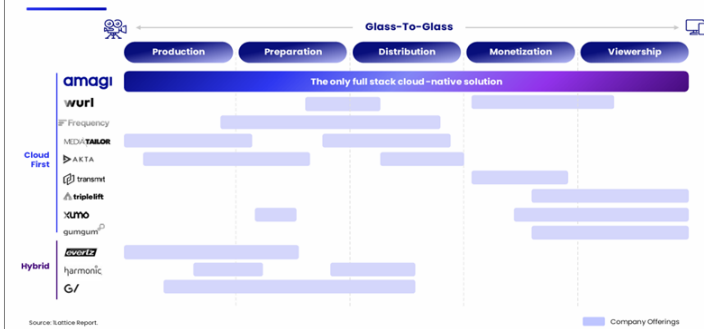 Glass-To-Glass
Production Preparation Distribution Monetization Viewership
amagi The only full stack cloud-native solution
wurl
Frequency
MEDIATAILOR
AKTA
transmit
triplelift
xumo
gumgum
Cloud
First
evertz
harmonic
G/
Hybrid
Source: 1Lattice Report.
Company Offerings